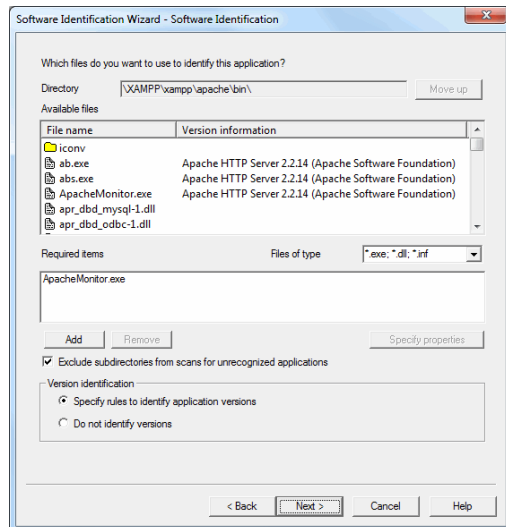 Software Identification Wizard - Software Identification
Which files do you want to use to identify this application?
Directory \XAMPP\xampp\apache\bin\ Move up
Available files
File name Version information
iconv
ab.exe Apache HTTP Server 2.2.14 (Apache Software Foundation)
abs.exe Apache HTTP Server 2.2.14 (Apache Software Foundation)
ApacheMonitor.exe Apache HTTP Server 2.2.14 (Apache Software Foundation)
apr_dbd_mysql-1.dll
apr_dbd_odbc-1.dll
Required items Files of type *.exe; *.dll; *.inf
ApacheMonitor.exe
Add Remove Specify properties
Exclude subdirectories from scans for unrecognized applications
Version identification
Specify rules to identify application versions
Do not identify versions
< Back Next > Cancel Help